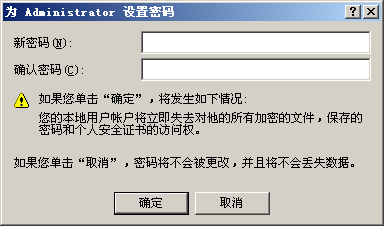 为 Administrator 设置密码
新密码(N):
确认密码(C):
如果您单击“确定”，将发生如下情况:
您的本地用户帐户将立即失去对他的所有加密的文件，保存的
密码和个人安全证书的访问权。
如果您单击“取消”，密码将不会被更改，并且将不会丢失数据。
确定 取消